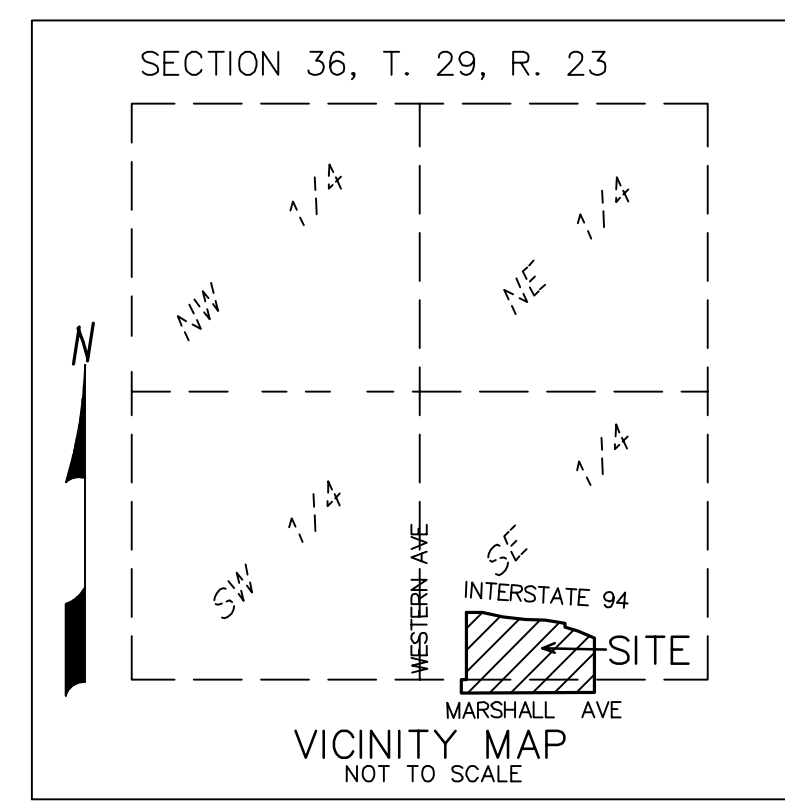 SECTION 36, T. 29, R. 23
NW 1/4
NE 1/4
N
SW 1/4
SE 1/4
WESTERN AVE
INTERSTATE 94
SITE
MARSHALL AVE
VICINITY MAP
NOT TO SCALE